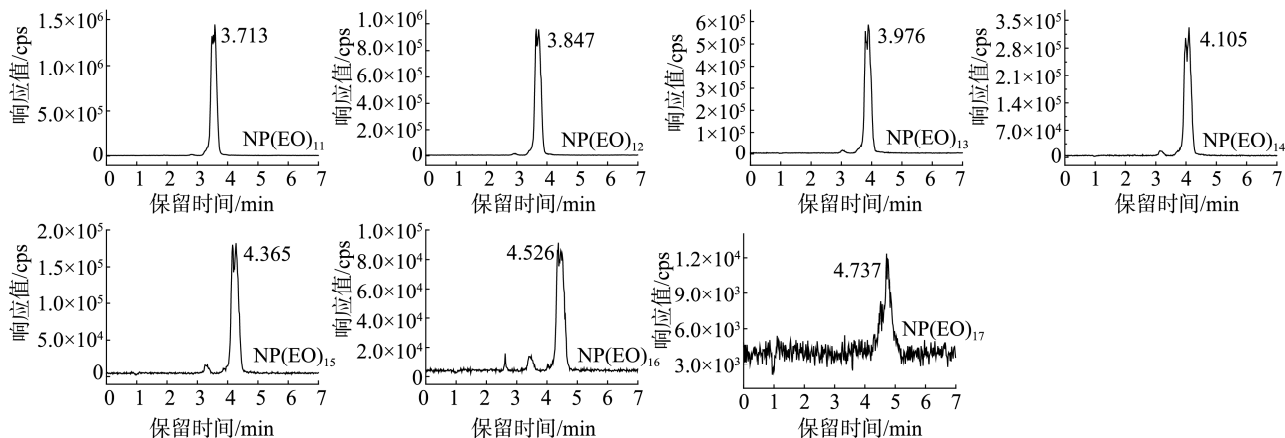 响应值/cps
1.5×10⁶
1.0×10⁶
5.0×10⁵
0
3.713
NP(EO)₁₁
0 1 2 3 4 5 6 7
保留时间/min
响应值/cps
1.2×10⁶
1.0×10⁶
8.0×10⁵
6.0×10⁵
4.0×10⁵
2.0×10⁵
0
3.847
NP(EO)₁₂
0 1 2 3 4 5 6 7
保留时间/min
响应值/cps
6×10⁵
5×10⁵
4×10⁵
3×10⁵
2×10⁵
1×10⁵
0
3.976
NP(EO)₁₃
0 1 2 3 4 5 6 7
保留时间/min
响应值/cps
3.5×10⁵
2.8×10⁵
2.1×10⁵
1.4×10⁵
7.0×10⁴
0
4.105
NP(EO)₁₄
0 1 2 3 4 5 6 7
保留时间/min
响应值/cps
2.0×10⁵
1.5×10⁵
1.0×10⁵
5.0×10⁴
0
4.365
NP(EO)₁₅
0 1 2 3 4 5 6 7
保留时间/min
响应值/cps
1.0×10⁵
8.0×10⁴
6.0×10⁴
4.0×10⁴
2.0×10⁴
0
4.526
NP(EO)₁₆
0 1 2 3 4 5 6 7
保留时间/min
响应值/cps
1.2×10⁴
9.0×10³
6.0×10³
3.0×10³
4.737
NP(EO)₁₇
0 1 2 3 4 5 6 7
保留时间/min